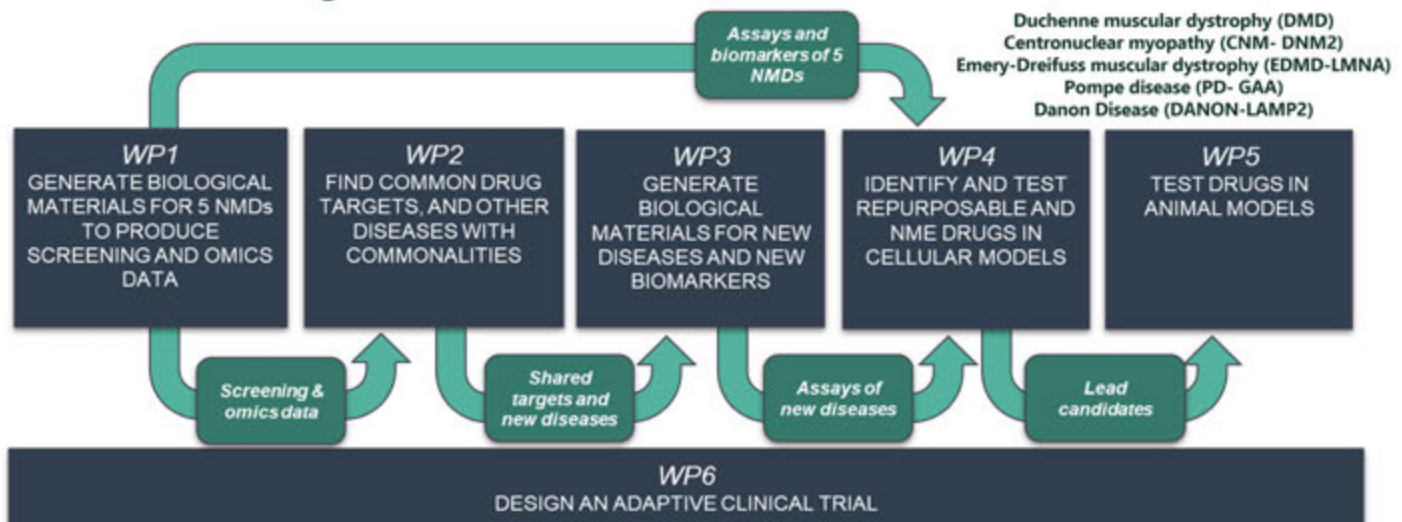 Assays and
biomarkers of 5
NMDs
Duchenne muscular dystrophy (DMD)
Centronuclear myopathy (CNM- DNM2)
Emery-Dreifuss muscular dystrophy (EDMD-LMNA)
Pompe disease (PD- GAA)
Danon Disease (DANON-LAMP2)
WP1
GENERATE BIOLOGICAL
MATERIALS FOR 5 NMDs
TO PRODUCE
SCREENING AND OMICS
DATA
WP2
FIND COMMON DRUG
TARGETS, AND OTHER
DISEASES WITH
COMMONALITIES
WP3
GENERATE
BIOLOGICAL
MATERIALS FOR NEW
DISEASES AND NEW
BIOMARKERS
WP4
IDENTIFY AND TEST
REPURPOSABLE AND
NME DRUGS IN
CELLULAR MODELS
WP5
TEST DRUGS IN
ANIMAL MODELS
Screening &
omics data
Shared
targets and
new diseases
Assays of
new diseases
Lead
candidates
WP6
DESIGN AN ADAPTIVE CLINICAL TRIAL